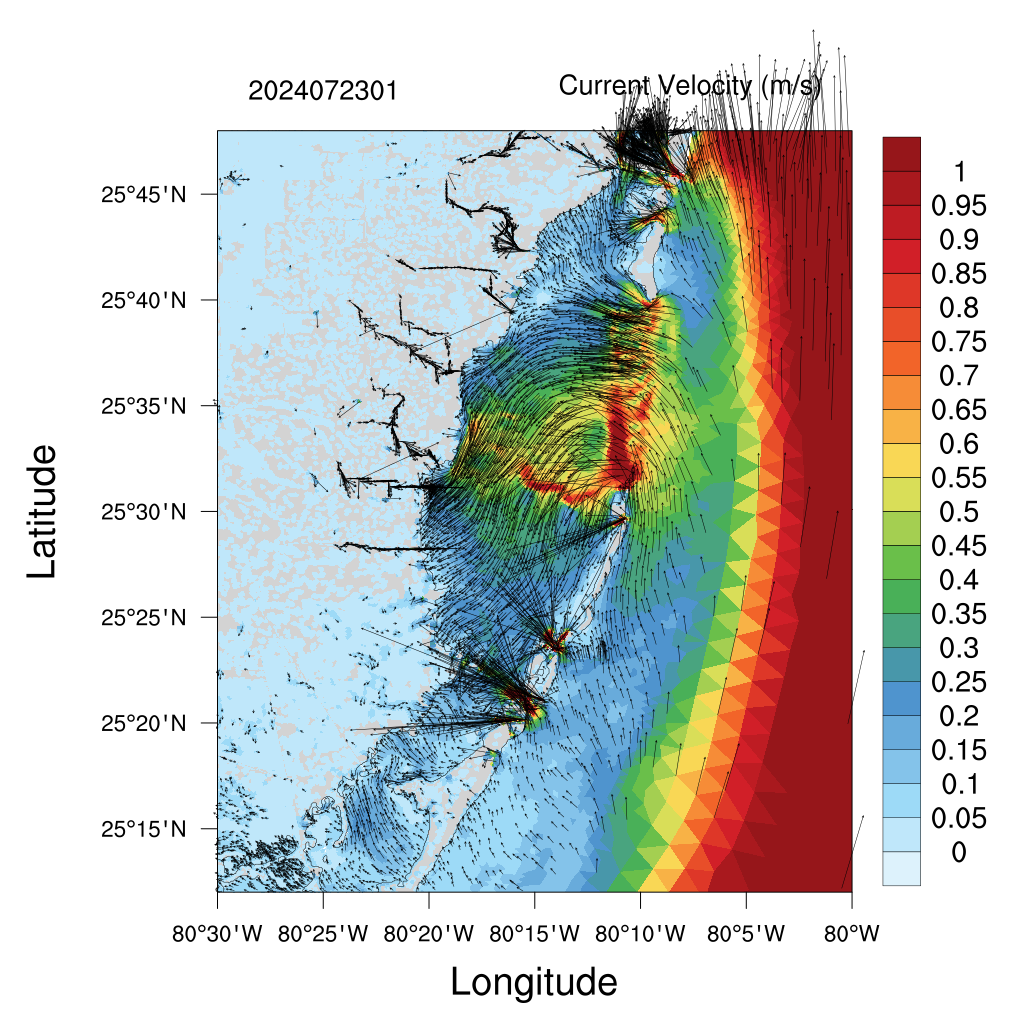 2024072301 Current Velocity (m/s)
25°45'N
25°40'N
25°35'N
25°30'N
25°25'N
25°20'N
25°15'N
Latitude
80°30'W 80°25'W 80°20'W 80°15'W 80°10'W 80°5'W 80°W
Longitude
1
0.95
0.9
0.85
0.8
0.75
0.7
0.65
0.6
0.55
0.5
0.45
0.4
0.35
0.3
0.25
0.2
0.15
0.1
0.05
0